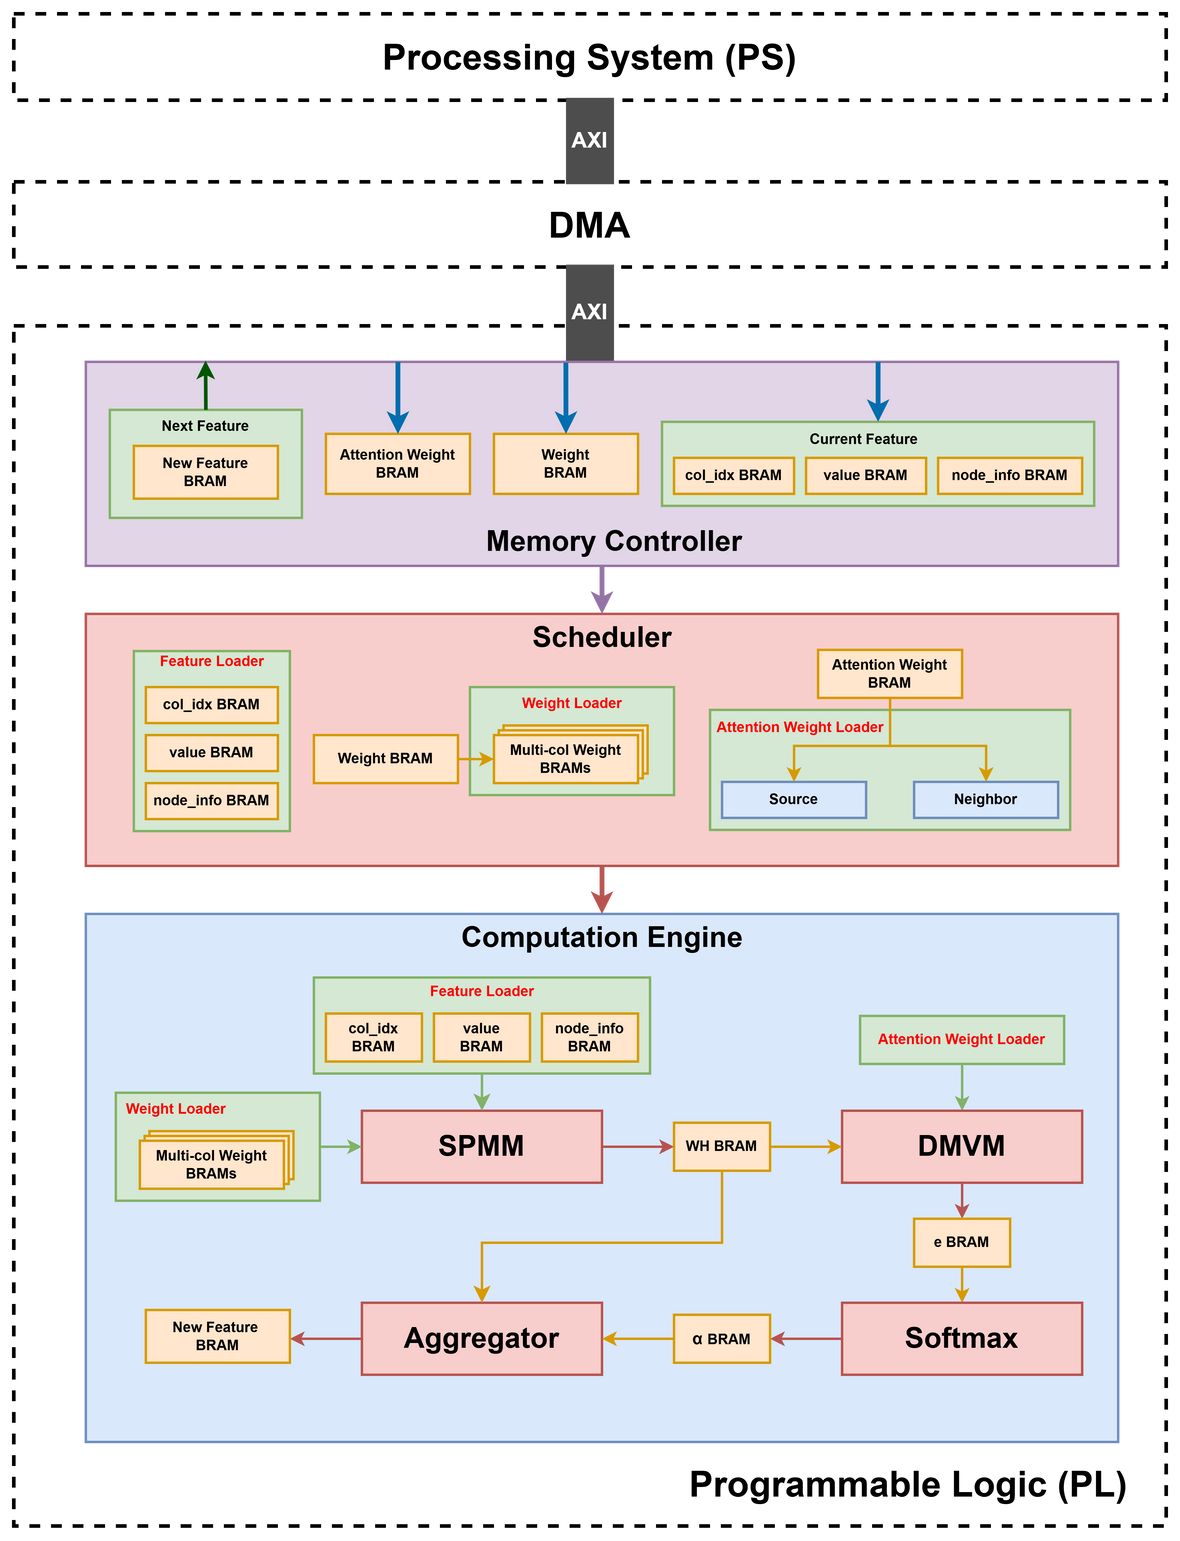 Processing System (PS)
AXI
DMA
AXI
Next Feature
New Feature
BRAM
Attention Weight
BRAM
Weight
BRAM
Current Feature
col_idx BRAM
value BRAM
node_info BRAM
Memory Controller
Scheduler
Feature Loader
col_idx BRAM
value BRAM
node_info BRAM
Weight BRAM
Weight Loader
Multi-col Weight
BRAMs
Attention Weight
BRAM
Attention Weight Loader
Source
Neighbor
Computation Engine
Feature Loader
col_idx
BRAM
value
BRAM
node_info
BRAM
Attention Weight Loader
Weight Loader
Multi-col Weight
BRAMs
SPMM
WH BRAM
DMVM
e BRAM
New Feature
BRAM
Aggregator
α BRAM
Softmax
Programmable Logic (PL)